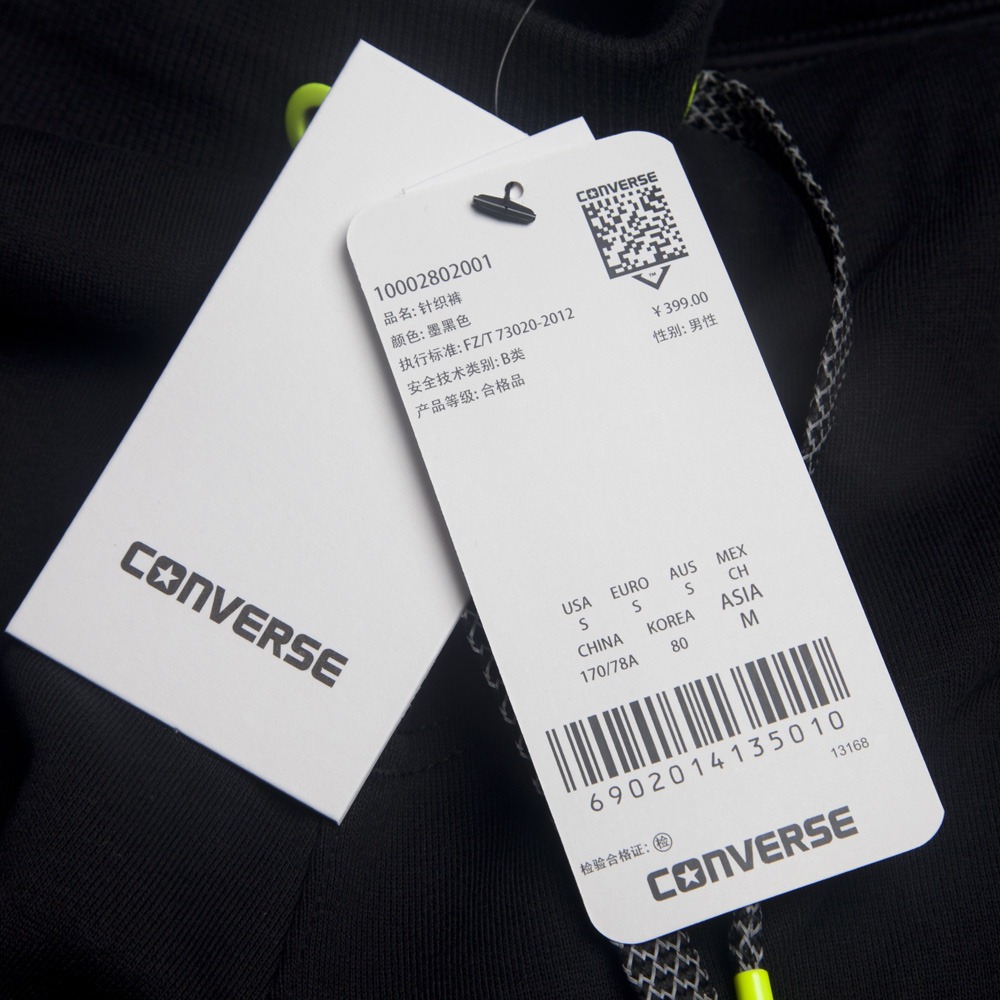 CONVERSE
CONVERSE
TM
10002802001
品名: 针织裤
颜色: 墨黑色
执行标准: FZ/T 73020-2012
安全技术类别: B类
产品等级: 合格品
¥ 399.00
性别: 男性
USA EURO AUS MEX
S S S CH
CHINA KOREA ASIA
170/78A 80 M
6902014135010
13168
检验合格证: 检
CONVERSE